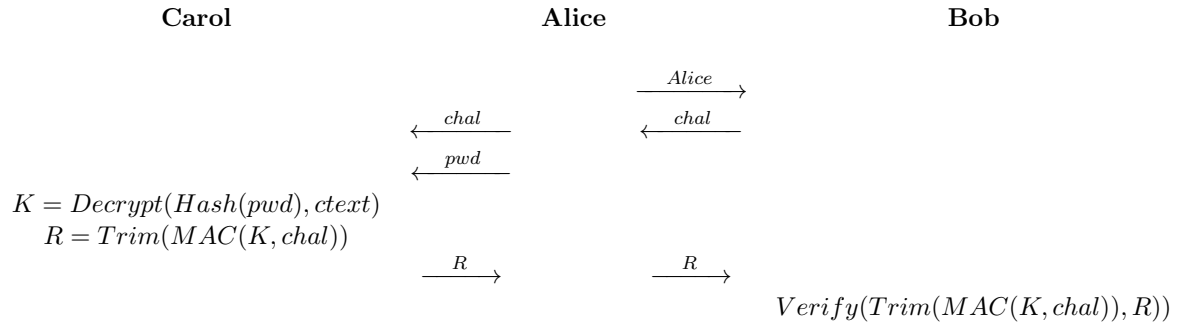 Carol Alice Bob
Alice
chal chal
pwd
K = Decrypt(Hash(pwd), ctext)
R = Trim(MAC(K, chal))
R R
Verify(Trim(MAC(K, chal)), R))